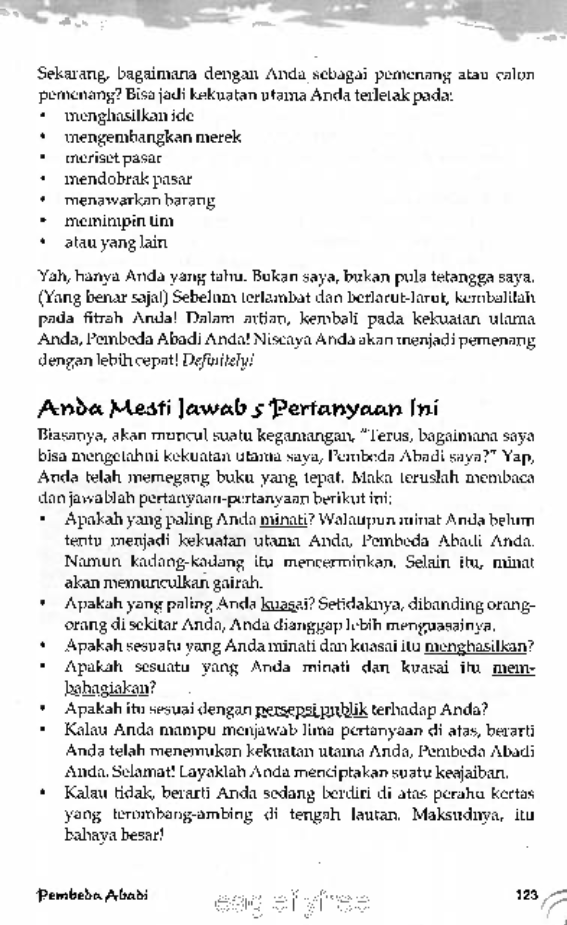 Sekarang, bagaimana dengan Anda sebagai pemenang atau calon
pemenang? Bisa jadi kekuatan utama Anda terletak pada:
• menghasilkan ide
• mengembangkan merek
• meriset pasar
• mendobrak pasar
• menawarkan barang
• memimpin tim
• atau yang lain
Yah, hanya Anda yang tahu. Bukan saya, bukan pula tetangga saya.
(Yang benar saja!) Sebelum terlambat dan berlarut-larut, kembalilah
pada fitrah Anda! Dalam artian, kembali pada kekuatan utama
Anda, Pembeda Abadi Anda! Niscaya Anda akan menjadi pemenang
dengan lebih cepat! Definitely!
Anda Mesti Jawab 5 Pertanyaan Ini
Biasanya, akan muncul suatu kegamangan, "Terus, bagaimana saya
bisa mengetahui kekuatan utama saya, Pembeda Abadi saya?" Yap,
Anda telah memegang buku yang tepat. Maka teruslah membaca
dan jawablah pertanyaan-pertanyaan berikut ini:
• Apakah yang paling Anda minati? Walaupun minat Anda belum
tentu menjadi kekuatan utama Anda, Pembeda Abadi Anda.
Namun kadang-kadang itu mencerminkan. Selain itu, minat
akan memunculkan gairah.
• Apakah yang paling Anda kuasai? Setidaknya, dibanding orang-
orang di sekitar Anda, Anda dianggap lebih menguasainya.
• Apakah sesuatu yang Anda minati dan kuasai itu menghasilkan?
• Apakah sesuatu yang Anda minati dan kuasai itu mem-
bahagiakan?
• Apakah itu sesuai dengan persepsi publik terhadap Anda?
• Kalau Anda mampu menjawab lima pertanyaan di atas, berarti
Anda telah menemukan kekuatan utama Anda, Pembeda Abadi
Anda. Selamat! Layaklah Anda menciptakan suatu keajaiban.
• Kalau tidak, berarti Anda sedang berdiri di atas perahu kertas
yang terombang-ambing di tengah lautan. Maksudnya, itu
bahaya besar!
Pembeda Abadi
123